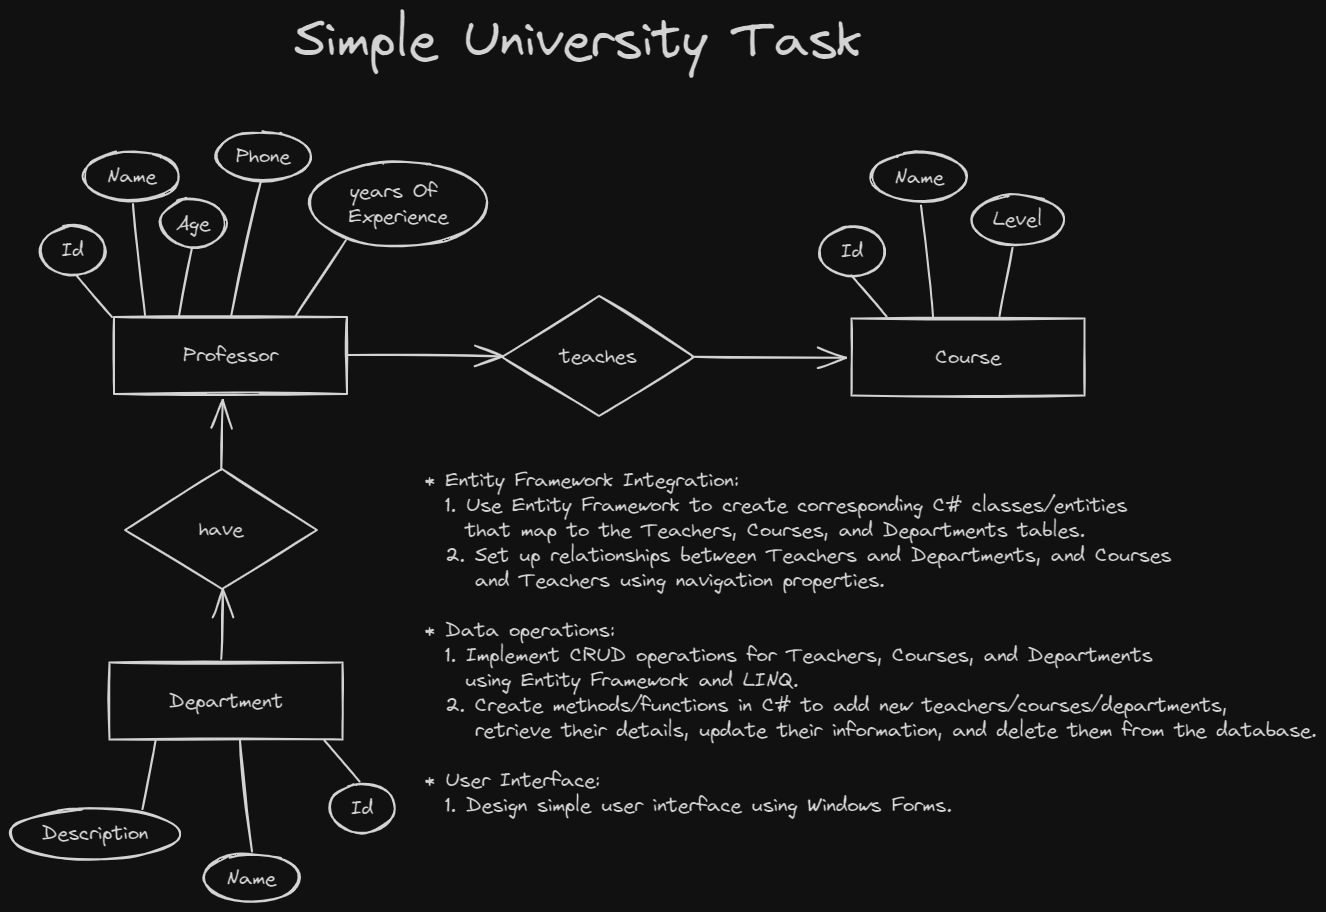 Simple University Task
Phone
Name
years Of
Experience
Age
Id
Name
Level
Id
Professor
teaches
Course
have
Department
Id
Description
Name
* Entity Framework Integration:
1. Use Entity Framework to create corresponding C# classes/entities
that map to the Teachers, Courses, and Departments tables.
2. Set up relationships between Teachers and Departments, and Courses
and Teachers using navigation properties.
* Data operations:
1. Implement CRUD operations for Teachers, Courses, and Departments
using Entity Framework and LINQ.
2. Create methods/functions in C# to add new teachers/courses/departments,
retrieve their details, update their information, and delete them from the database.
* User Interface:
1. Design simple user interface using Windows Forms.